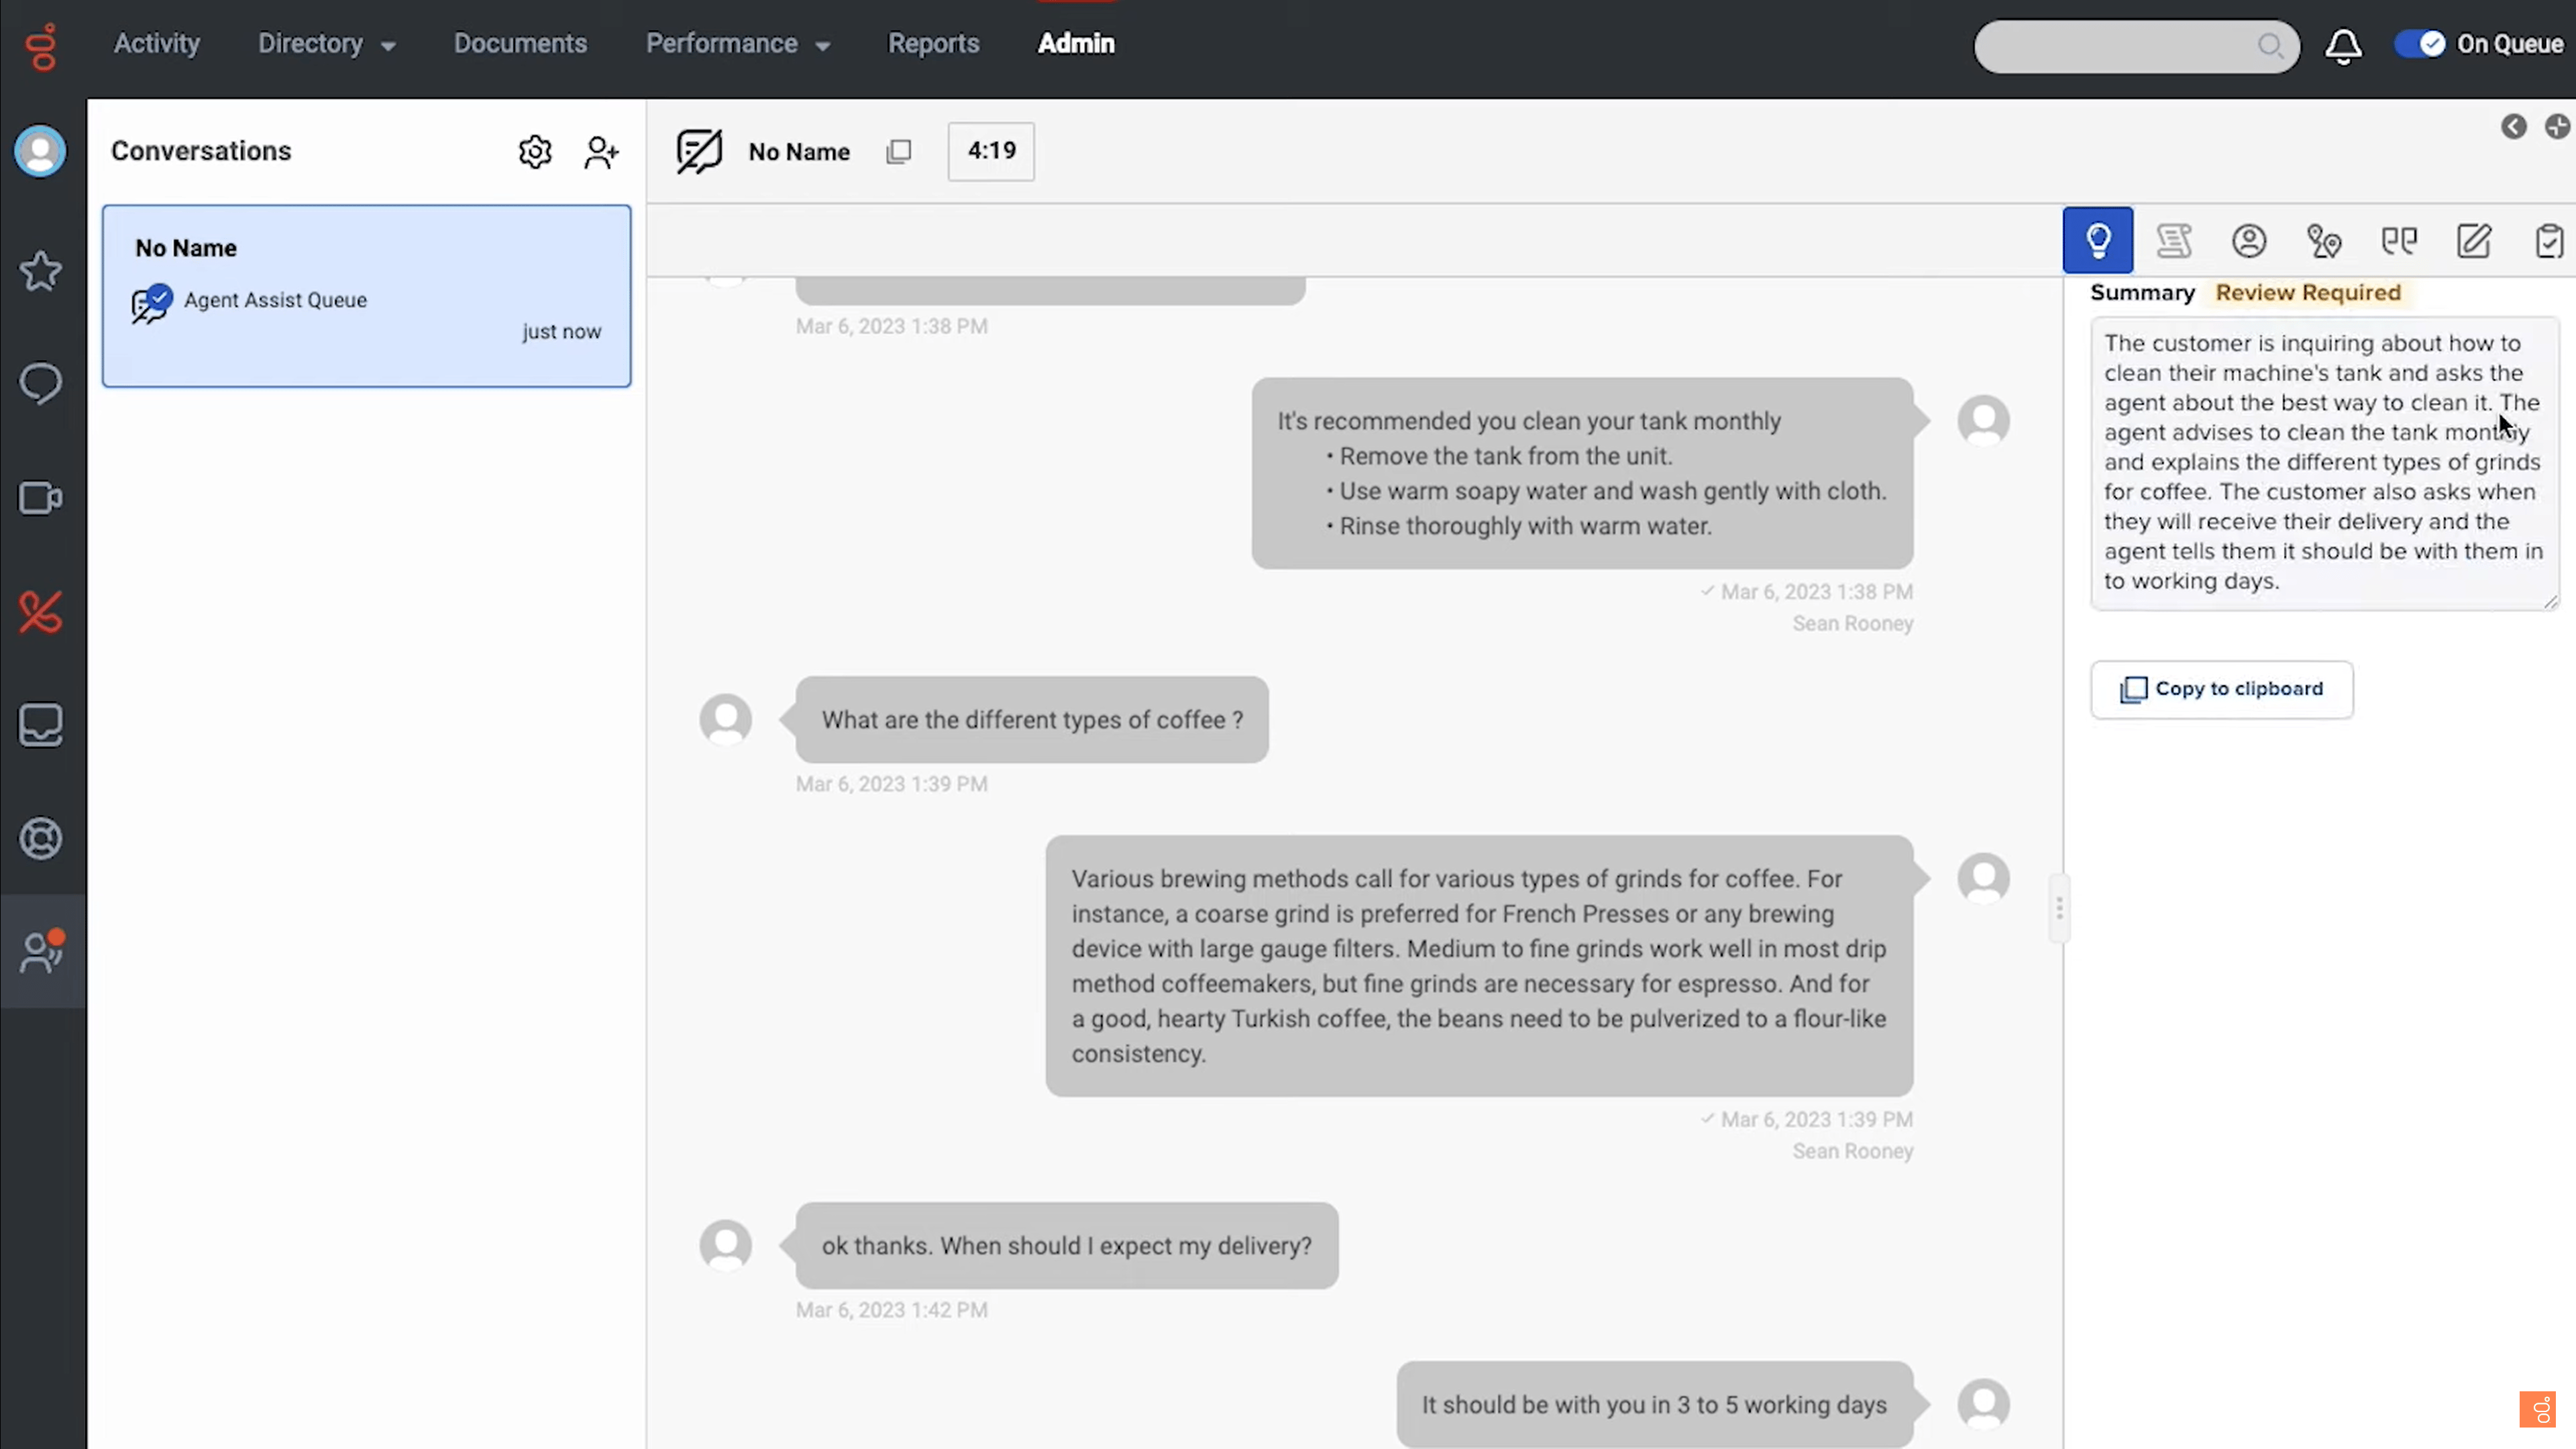 Activity
Directory
Documents
Performance
Reports
Admin
On Queue
Conversations
No Name
4:19
No Name
Agent Assist Queue
just now
Mar 6, 2023 1:38 PM
It's recommended you clean your tank monthly
• Remove the tank from the unit.
• Use warm soapy water and wash gently with cloth.
• Rinse thoroughly with warm water.
Mar 6, 2023 1:38 PM
Sean Rooney
What are the different types of coffee ?
Mar 6, 2023 1:39 PM
Various brewing methods call for various types of grinds for coffee. For
instance, a coarse grind is preferred for French Presses or any brewing
device with large gauge filters. Medium to fine grinds work well in most drip
method coffeemakers, but fine grinds are necessary for espresso. And for
a good, hearty Turkish coffee, the beans need to be pulverized to a flour-like
consistency.
Mar 6, 2023 1:39 PM
Sean Rooney
ok thanks. When should I expect my delivery?
Mar 6, 2023 1:42 PM
It should be with you in 3 to 5 working days
Summary Review Required
The customer is inquiring about how to
clean their machine's tank and asks the
agent about the best way to clean it. The
agent advises to clean the tank monthly
and explains the different types of grinds
for coffee. The customer also asks when
they will receive their delivery and the
agent tells them it should be with them in
to working days.
Copy to clipboard